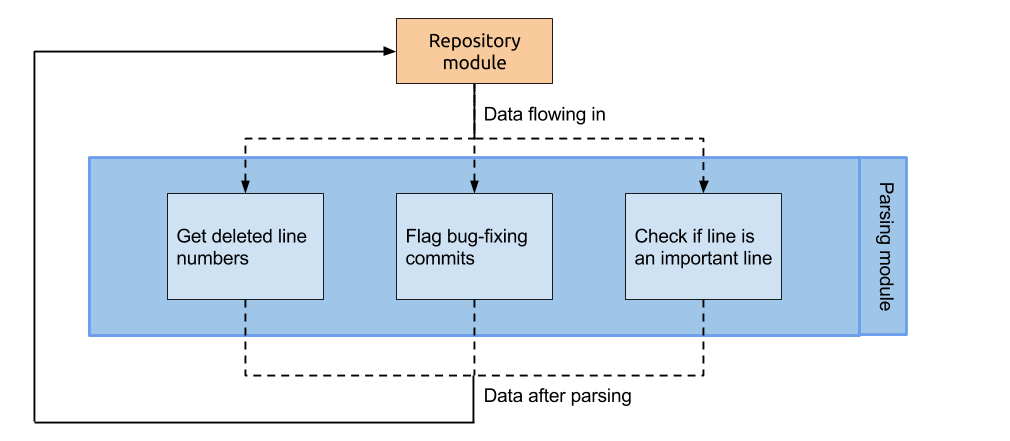 Repository
module
Data flowing in
Get deleted line
numbers
Flag bug-fixing
commits
Check if line is
an important line
Parsing module
Data after parsing